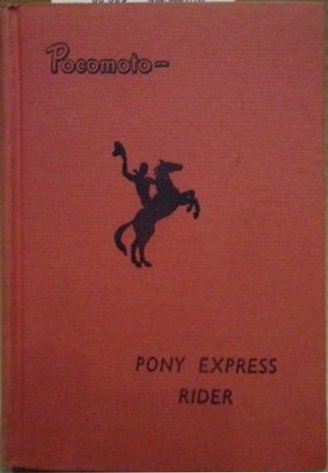 Pocomoto-
PONY EXPRESS
RIDER